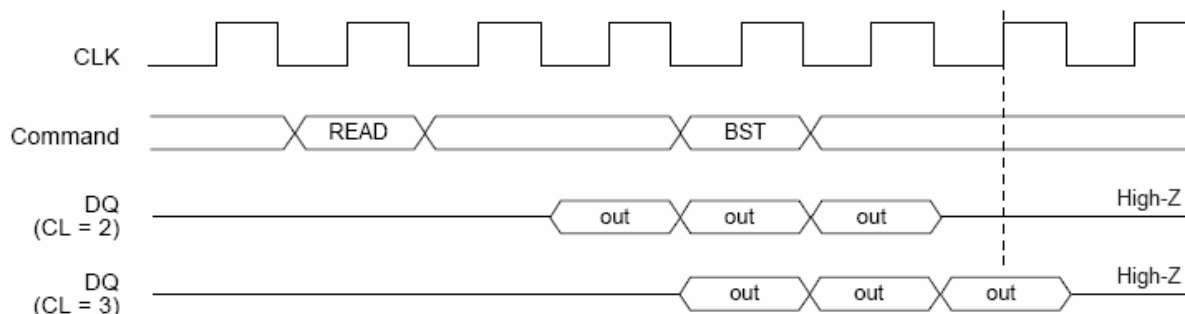 CLK
Command READ BST
DQ
(CL = 2) out out out High-Z
DQ
(CL = 3) out out out High-Z